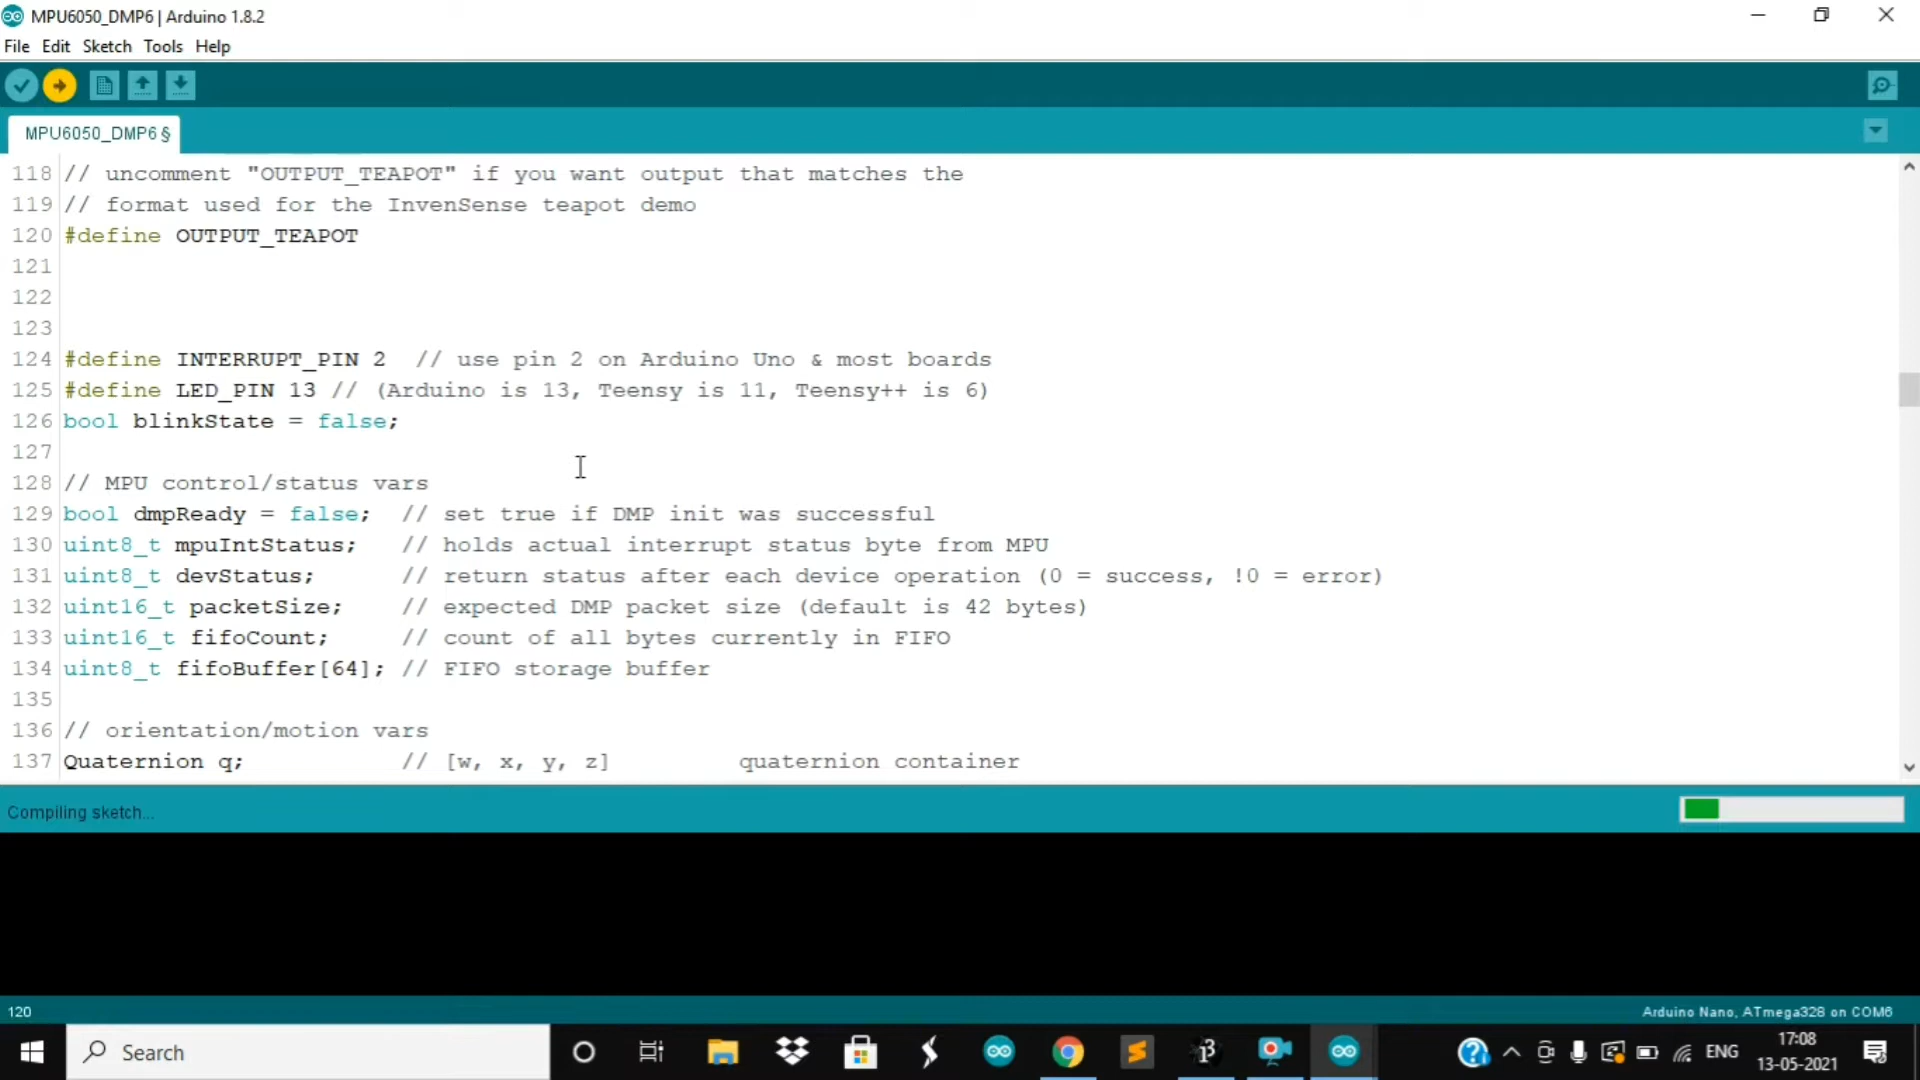 MPU6050_DMP6 | Arduino 1.8.2
File Edit Sketch Tools Help
MPU6050_DMP6 §
118 // uncomment "OUTPUT_TEAPOT" if you want output that matches the
119 // format used for the InvenSense teapot demo
120 #define OUTPUT_TEAPOT
121
122
123
124 #define INTERRUPT_PIN 2  // use pin 2 on Arduino Uno & most boards
125 #define LED_PIN 13 // (Arduino is 13, Teensy is 11, Teensy++ is 6)
126 bool blinkState = false;
127
128 // MPU control/status vars
129 bool dmpReady = false;  // set true if DMP init was successful
130 uint8_t mpuIntStatus;   // holds actual interrupt status byte from MPU
131 uint8_t devStatus;      // return status after each device operation (0 = success, !0 = error)
132 uint16_t packetSize;    // expected DMP packet size (default is 42 bytes)
133 uint16_t fifoCount;     // count of all bytes currently in FIFO
134 uint8_t fifoBuffer[64]; // FIFO storage buffer
135
136 // orientation/motion vars
137 Quaternion q;           // [w, x, y, z]         quaternion container
Compiling sketch...
120
Arduino Nano, ATmega328 on COM6
Search
ENG
17:08
13-05-2021